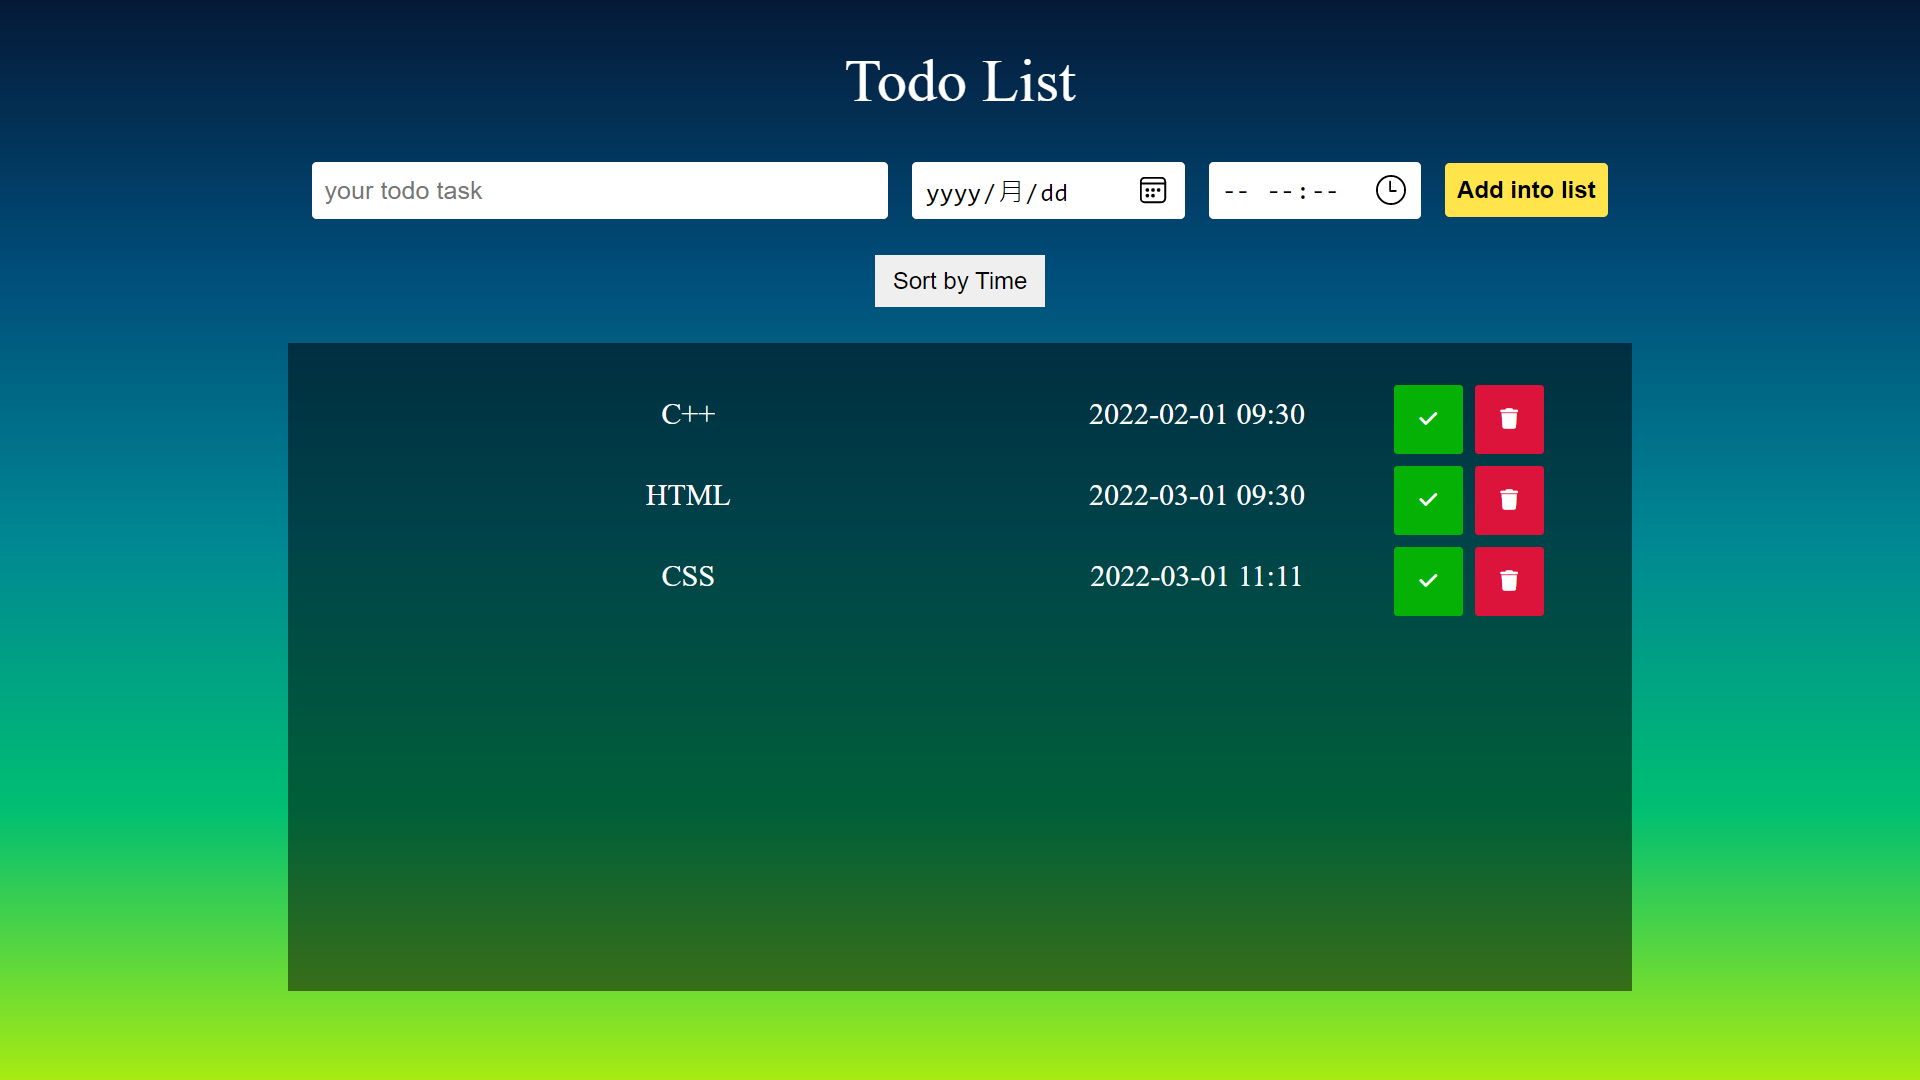 Todo List
your todo task yyyy/月/dd -- --:-- Add into list
Sort by Time
C++ 2022-02-01 09:30
HTML 2022-03-01 09:30
CSS 2022-03-01 11:11